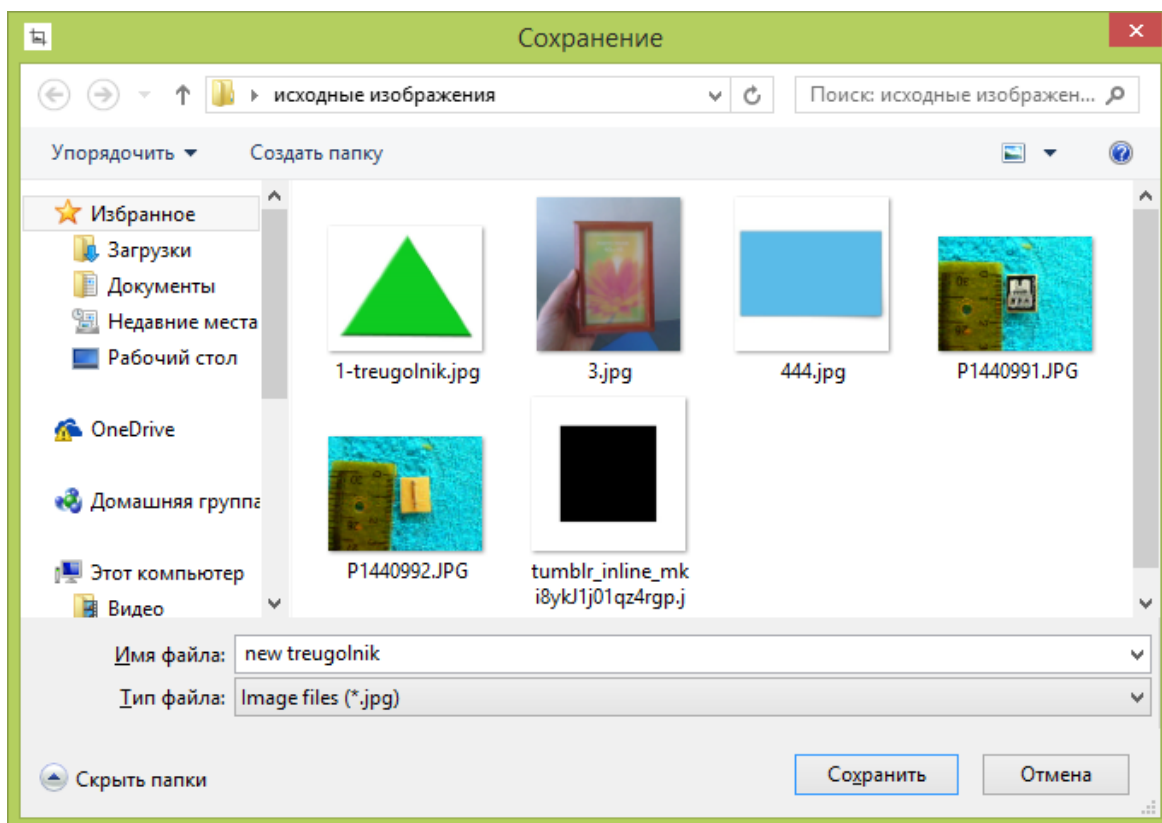 Сохранение
исходные изображения
Поиск: исходные изображен...
Упорядочить
Создать папку
Избранное
Загрузки
Документы
Недавние места
Рабочий стол
OneDrive
Домашняя группа
Этот компьютер
Видео
1-treugolnik.jpg
3.jpg
444.jpg
P1440991.JPG
P1440992.JPG
tumblr_inline_mk
i8ykJ1j01qz4rgp.j
Имя файла: new treugolnik
Тип файла: Image files (*.jpg)
Скрыть папки
Сохранить
Отмена